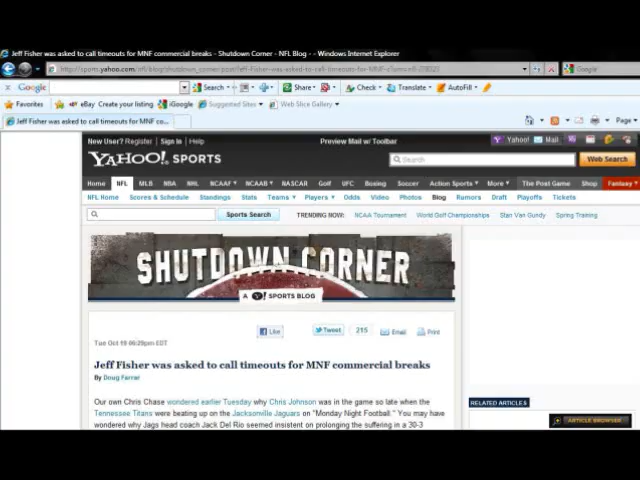 Jeff Fisher was asked to call timeouts for MNF commercial breaks - Shutdown Corner - NFL Blog - - Windows Internet Explorer
Google
x Google Search Share Check Translate AutoFill
Favorites eBay Create your listing iGoogle Suggested Sites Web Slice Gallery
Jeff Fisher was asked to call timeouts for MNF co... Page
New User? Register Sign In Help Preview Mail w/ Toolbar Yahoo! Mail
YAHOO! SPORTS Search Web Search
Home NFL MLB NBA NHL NCAAF NCAAB NASCAR Golf UFC Boxing Soccer Action Sports More The Post Game Shop Fantasy
NFL Home Scores & Schedule Standings Stats Teams Players Odds Video Photos Blog Rumors Draft Playoffs Tickets
Sports Search TRENDING NOW: NCAA Tournament World Golf Championships Stan Van Gundy Spring Training
SHUTDOWN CORNER
A Y! SPORTS BLOG
Like Tweet 215 Email Print
Tue Oct 19 06:29pm EDT
Jeff Fisher was asked to call timeouts for MNF commercial breaks
By Doug Farrar
Our own Chris Chase wondered earlier Tuesday why Chris Johnson was in the game so late when the
Tennessee Titans were beating up on the Jacksonville Jaguars on "Monday Night Football." You may have
wondered why Jags head coach Jack Del Rio seemed insistent on prolonging the suffering in a 30-3
RELATED ARTICLES
ARTICLE BROWSER